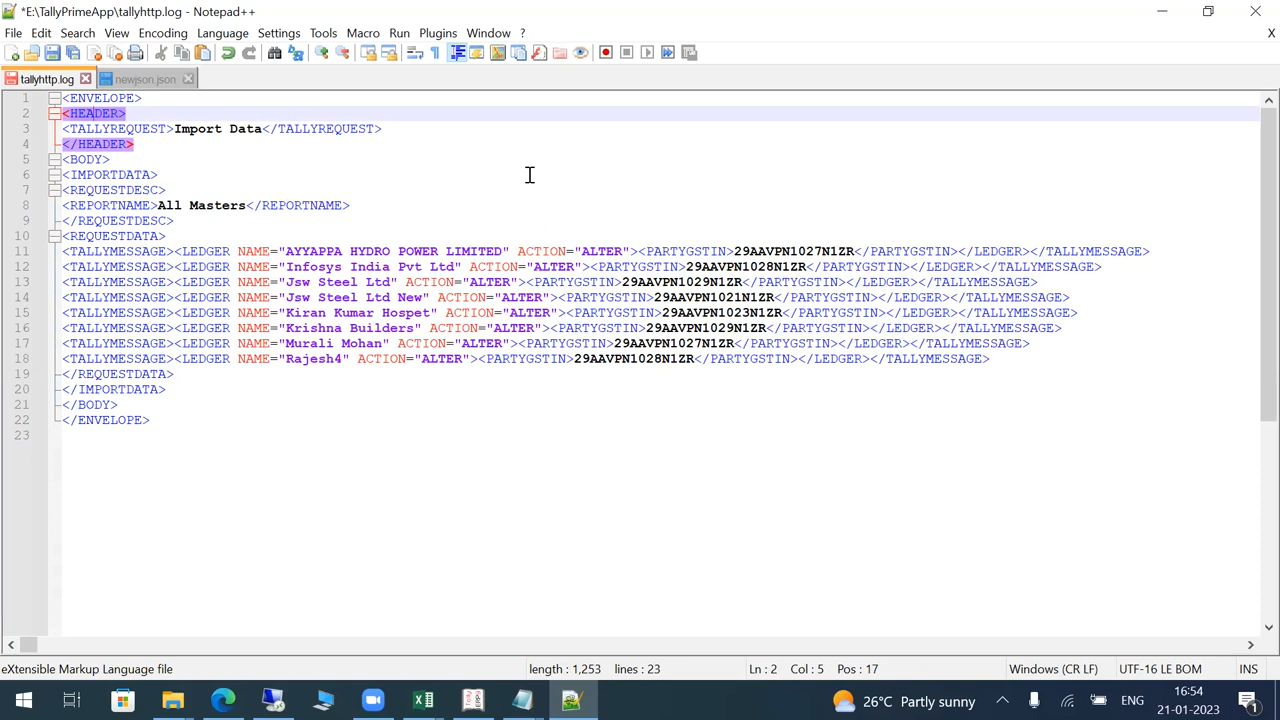 *E:\TallyPrimeApp\tallyhttp.log - Notepad++
File Edit Search View Encoding Language Settings Tools Macro Run Plugins Window ? X
tallyhttp.log newjson.json
1 <ENVELOPE>
2 <HEADER>
3 <TALLYREQUEST>Import Data</TALLYREQUEST>
4 </HEADER>
5 <BODY>
6 <IMPORTDATA>
7 <REQUESTDESC>
8 <REPORTNAME>All Masters</REPORTNAME>
9 </REQUESTDESC>
10 <REQUESTDATA>
11 <TALLYMESSAGE><LEDGER NAME="AYYAPPA HYDRO POWER LIMITED" ACTION="ALTER"><PARTYGSTIN>29AAVPN1027N1ZR</PARTYGSTIN></LEDGER></TALLYMESSAGE>
12 <TALLYMESSAGE><LEDGER NAME="Infosys India Pvt Ltd" ACTION="ALTER"><PARTYGSTIN>29AAVPN1028N1ZR</PARTYGSTIN></LEDGER></TALLYMESSAGE>
13 <TALLYMESSAGE><LEDGER NAME="Jsw Steel Ltd" ACTION="ALTER"><PARTYGSTIN>29AAVPN1029N1ZR</PARTYGSTIN></LEDGER></TALLYMESSAGE>
14 <TALLYMESSAGE><LEDGER NAME="Jsw Steel Ltd New" ACTION="ALTER"><PARTYGSTIN>29AAVPN1021N1ZR</PARTYGSTIN></LEDGER></TALLYMESSAGE>
15 <TALLYMESSAGE><LEDGER NAME="Kiran Kumar Hospet" ACTION="ALTER"><PARTYGSTIN>29AAVPN1023N1ZR</PARTYGSTIN></LEDGER></TALLYMESSAGE>
16 <TALLYMESSAGE><LEDGER NAME="Krishna Builders" ACTION="ALTER"><PARTYGSTIN>29AAVPN1029N1ZR</PARTYGSTIN></LEDGER></TALLYMESSAGE>
17 <TALLYMESSAGE><LEDGER NAME="Murali Mohan" ACTION="ALTER"><PARTYGSTIN>29AAVPN1027N1ZR</PARTYGSTIN></LEDGER></TALLYMESSAGE>
18 <TALLYMESSAGE><LEDGER NAME="Rajesh4" ACTION="ALTER"><PARTYGSTIN>29AAVPN1028N1ZR</PARTYGSTIN></LEDGER></TALLYMESSAGE>
19 </REQUESTDATA>
20 </IMPORTDATA>
21 </BODY>
22 </ENVELOPE>
23
eXtensible Markup Language file length : 1,253 lines : 23 Ln : 2 Col : 5 Pos : 17 Windows (CR LF) UTF-16 LE BOM INS
26°C Partly sunny ENG 16:54
21-01-2023 1